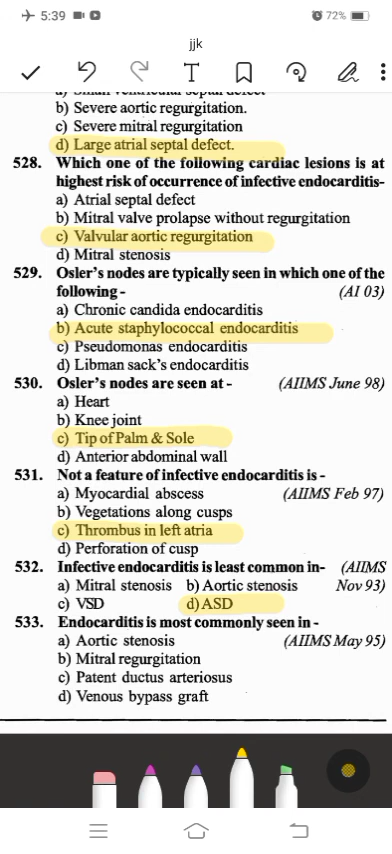 5:39
72%
jjk
T
a) Small ventricular septal defect
b) Severe aortic regurgitation.
c) Severe mitral regurgitation
d) Large atrial septal defect.
528. Which one of the following cardiac lesions is at
highest risk of occurrence of infective endocarditis-
a) Atrial septal defect
b) Mitral valve prolapse without regurgitation
c) Valvular aortic regurgitation
d) Mitral stenosis
529. Osler's nodes are typically seen in which one of the
following - (AI 03)
a) Chronic candida endocarditis
b) Acute staphylococcal endocarditis
c) Pseudomonas endocarditis
d) Libman sack's endocarditis
530. Osler's nodes are seen at - (AIIMS June 98)
a) Heart
b) Knee joint
c) Tip of Palm & Sole
d) Anterior abdominal wall
531. Not a feature of infective endocarditis is -
a) Myocardial abscess (AIIMS Feb 97)
b) Vegetations along cusps
c) Thrombus in left atria
d) Perforation of cusp
532. Infective endocarditis is least common in- (AIIMS
a) Mitral stenosis b) Aortic stenosis Nov 93)
c) VSD d) ASD
533. Endocarditis is most commonly seen in -
a) Aortic stenosis (AIIMS May 95)
b) Mitral regurgitation
c) Patent ductus arteriosus
d) Venous bypass graft